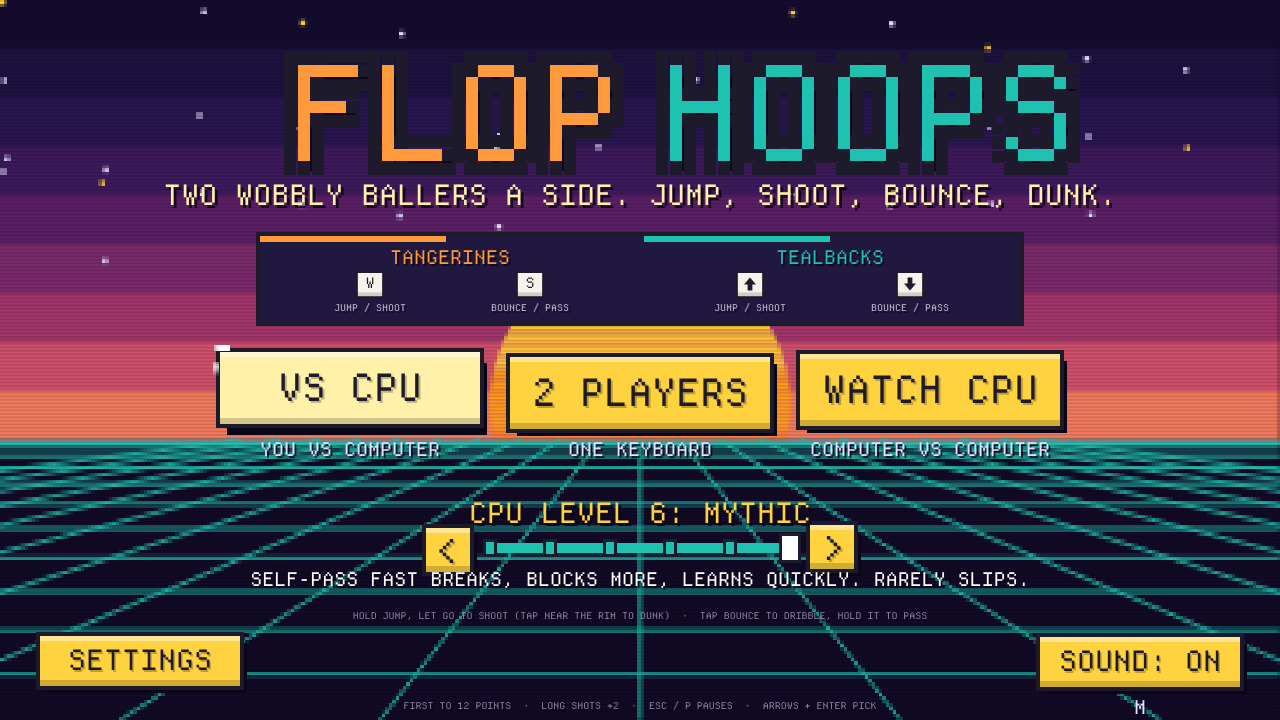 FLOP HOOPS
TWO WOBBLY BALLERS A SIDE. JUMP, SHOOT, BOUNCE, DUNK.
TANGERINES TEALBACKS
W S
JUMP / SHOOT BOUNCE / PASS JUMP / SHOOT BOUNCE / PASS
VS CPU 2 PLAYERS WATCH CPU
YOU VS COMPUTER ONE KEYBOARD COMPUTER VS COMPUTER
CPU LEVEL 6: MYTHIC
< >
SELF-PASS FAST BREAKS, BLOCKS MORE, LEARNS QUICKLY. RARELY SLIPS.
HOLD JUMP, LET GO TO SHOOT (TAP NEAR THE RIM TO DUNK) · TAP BOUNCE TO DRIBBLE, HOLD IT TO PASS
SETTINGS SOUND: ON
FIRST TO 12 POINTS · LONG SHOTS +2 · ESC / P PAUSES · ARROWS + ENTER PICK
M